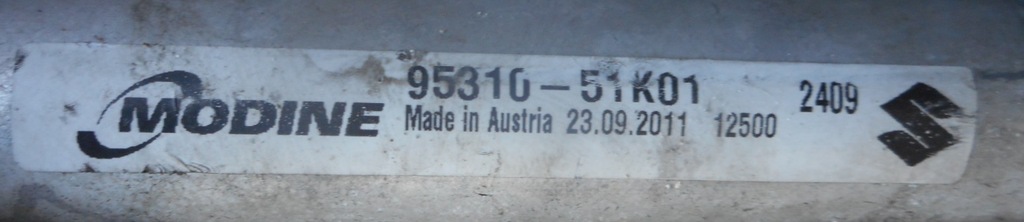 MODINE
95310-51K01
2409
Made in Austria 23.09.2011 12500